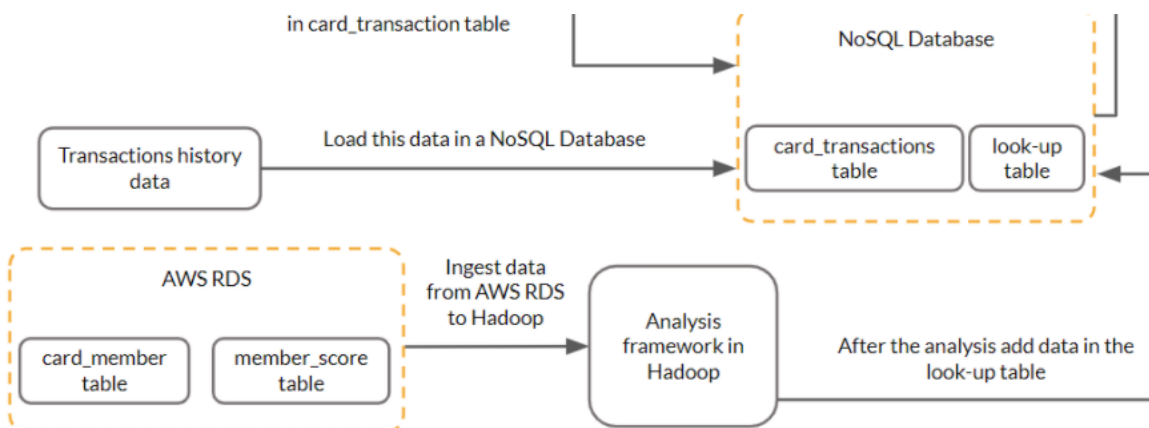 in card_transaction table
NoSQL Database
Load this data in a NoSQL Database
Transactions history
data
card_transactions
table
look-up
table
AWS RDS
card_member
table
member_score
table
Ingest data
from AWS RDS
to Hadoop
Analysis
framework in
Hadoop
After the analysis add data in the
look-up table